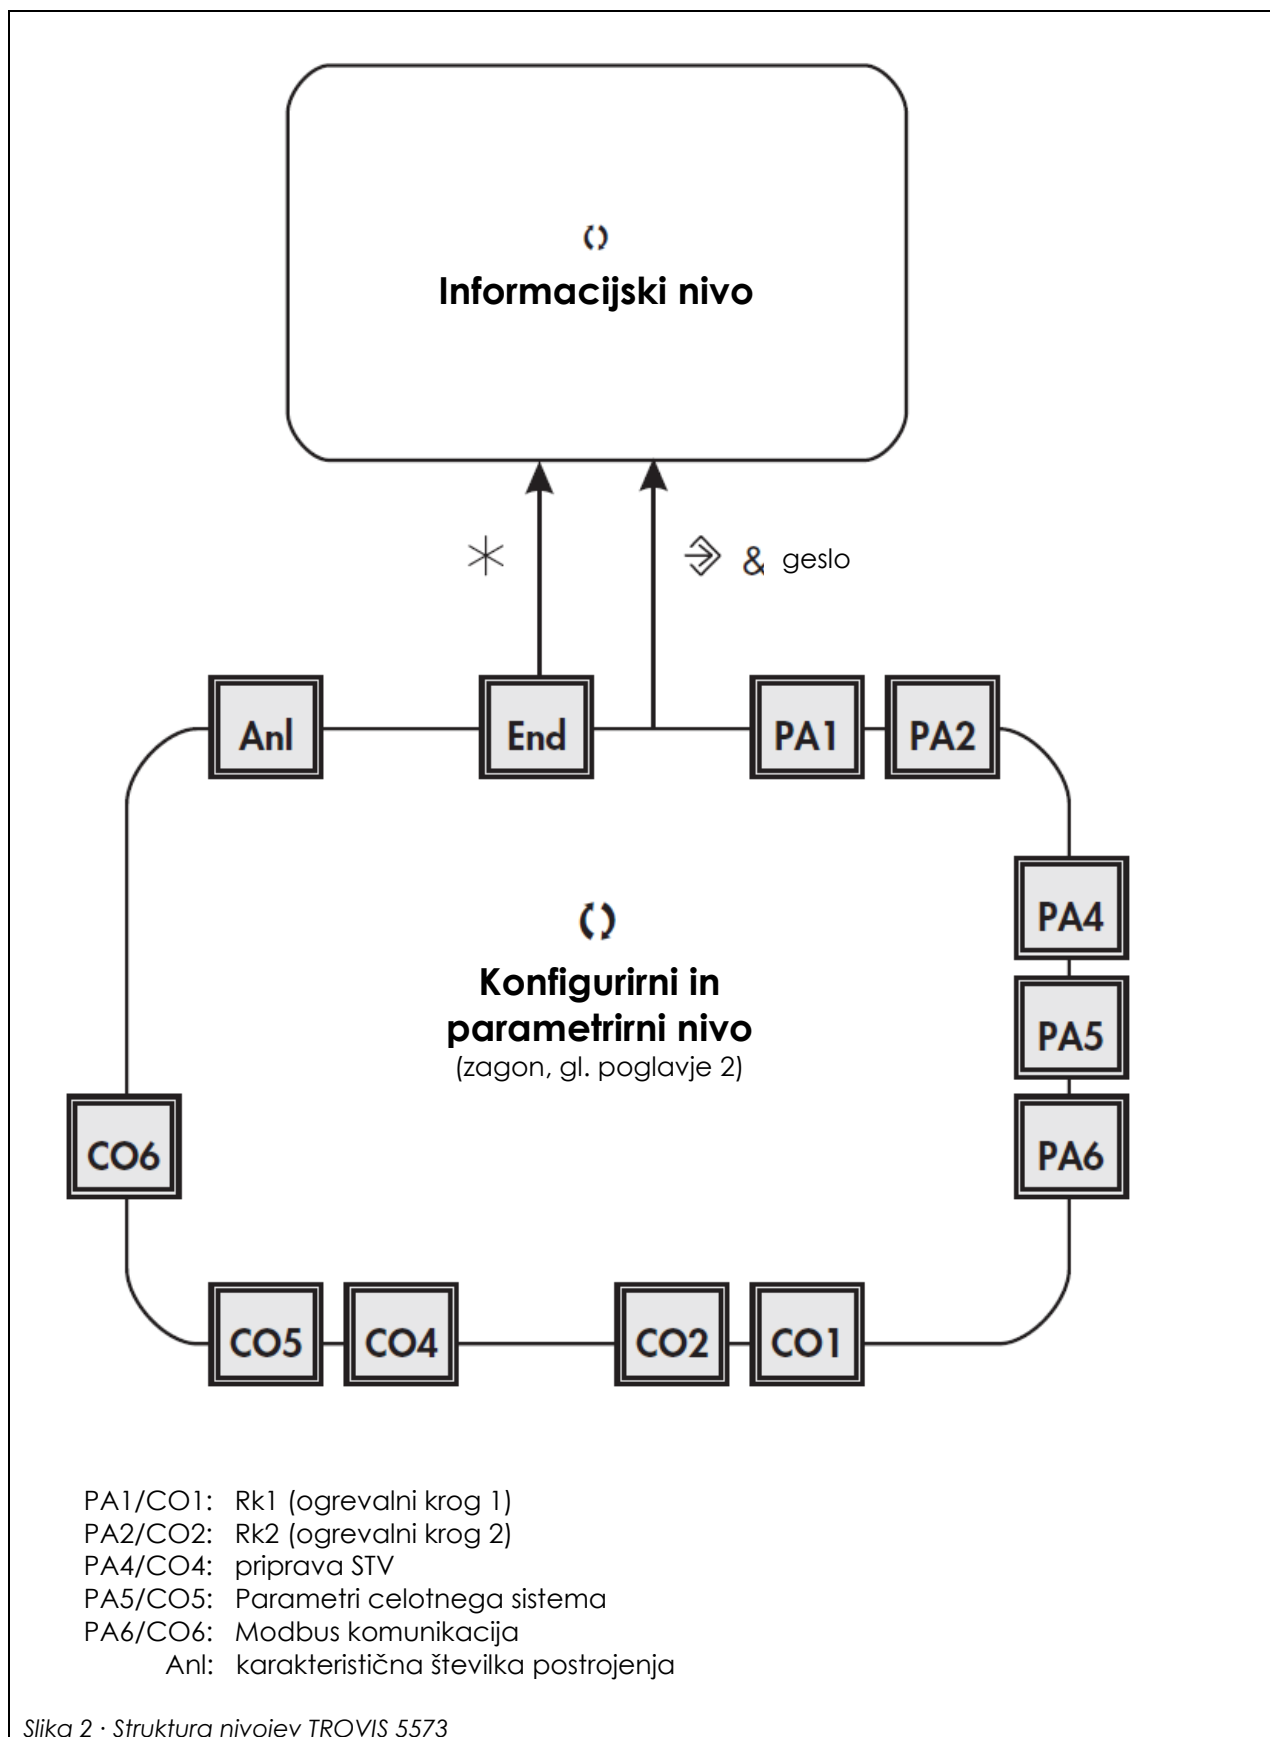 Informacijski nivo
& geslo
Anl
End
PA1
PA2
PA4
Konfigurirni in
parametrirni nivo
(zagon, gl. poglavje 2)
PA5
PA6
CO6
CO5
CO4
CO2
CO1
PA1/CO1: Rk1 (ogrevalni krog 1)
PA2/CO2: Rk2 (ogrevalni krog 2)
PA4/CO4: priprava STV
PA5/CO5: Parametri celotnega sistema
PA6/CO6: Modbus komunikacija
Anl: karakteristična številka postrojenja
Slika 2 · Struktura nivojev TROVIS 5573